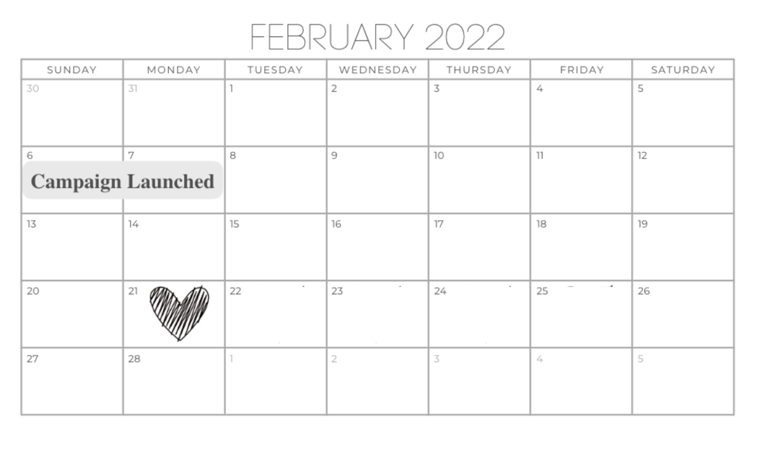 FEBRUARY 2022
SUNDAY MONDAY TUESDAY WEDNESDAY THURSDAY FRIDAY SATURDAY
30 31 1 2 3 4 5
6 7 8 9 10 11 12
Campaign Launched
13 14 15 16 17 18 19
20 21 22 23 24 25 26
27 28 1 2 3 4 5